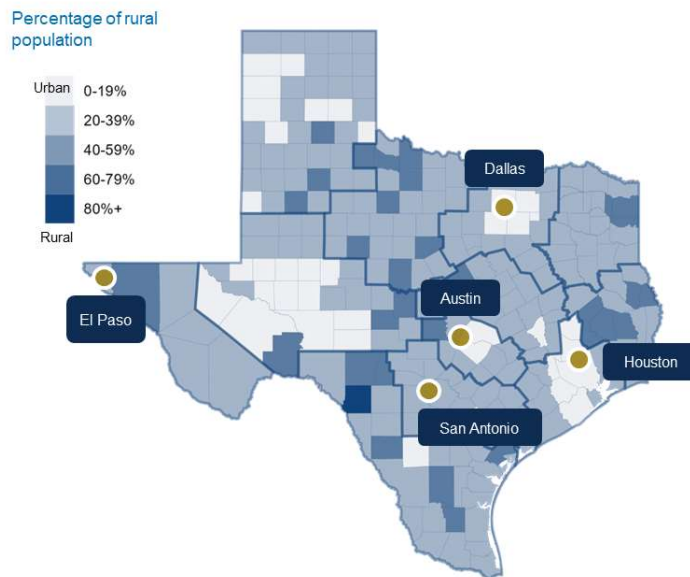 Percentage of rural
population
Urban
0-19%
20-39%
40-59%
60-79%
80%+
Rural
Dallas
Austin
El Paso
Houston
San Antonio